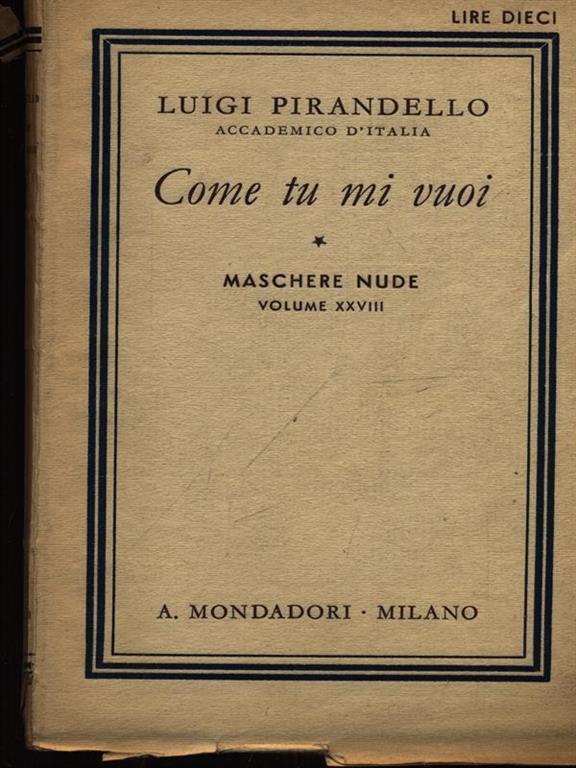 LIRE DIECI
LUIGI PIRANDELLO
ACCADEMICO D'ITALIA
Come tu mi vuoi
MASCHERE NUDE
VOLUME XXVIII
A. MONDADORI · MILANO